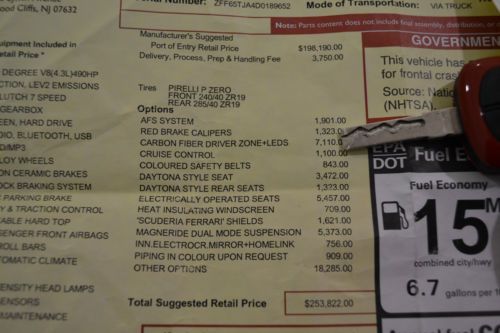 Number: ZFF65TJA4D0189652
ood Cliffs, NJ 07632
Mode of Transportation: VIA TRUCK
Note: Parts content does not include final assembly, distribution, or
Equipment Included in
Suggested Retail Price
Manufacturer's Suggested
Port of Entry Retail Price $198,190.00
Delivery, Process, Prep & Handling Fee 3,750.00
Tires PIRELLI P ZERO
FRONT 240/40 ZR19
REAR 285/40 ZR19
Options
AFS SYSTEM 1,901.00
RED BRAKE CALIPERS 1,323.0
CARBON FIBER DRIVER ZONE+LEDS 7,110.0
CRUISE CONTROL 1,100.00
COLOURED SAFETY BELTS 843.00
DAYTONA STYLE SEAT 3,472.00
DAYTONA STYLE REAR SEATS 1,323.00
ELECTRICALLY OPERATED SEATS 5,457.00
HEAT INSULATING WINDSCREEN 709.00
'SCUDERIA FERRARI' SHIELDS 1,621.00
MAGNERIDE DUAL MODE SUSPENSION 5,373.00
INN.ELECTROCR.MIRROR+HOMELINK 756.00
PIPING IN COLOUR UPON REQUEST 909.00
OTHER OPTIONS 18,285.00
Total Suggested Retail Price $253,822.00
DEGREE V8(4.3L)490HP
CTION, LEV2 EMISSIONS
LUTCH 7 SPEED
GEARBOX
EEN, HARD DRIVE
IO, BLUETOOTH, USB
D/MP3
LOY WHEELS
ON CERAMIC BRAKES
OCK BRAKING SYSTEM
PARKING BRAKE
Y & TRACTION CONTROL
ABLE HARD TOP
SENGER FRONT AIRBAGS
ROLL BARS
TOMATIC CLIMATE
ENSITY HEAD LAMPS
ENSORS
MAINTENANCE
GOVERNMEN
This vehicle has
for frontal cras
Source: Natio
(NHTSA).
EPA
DOT
Fuel E
Fuel Economy
15 M
combined city/hwy
6.7 gallons per 10